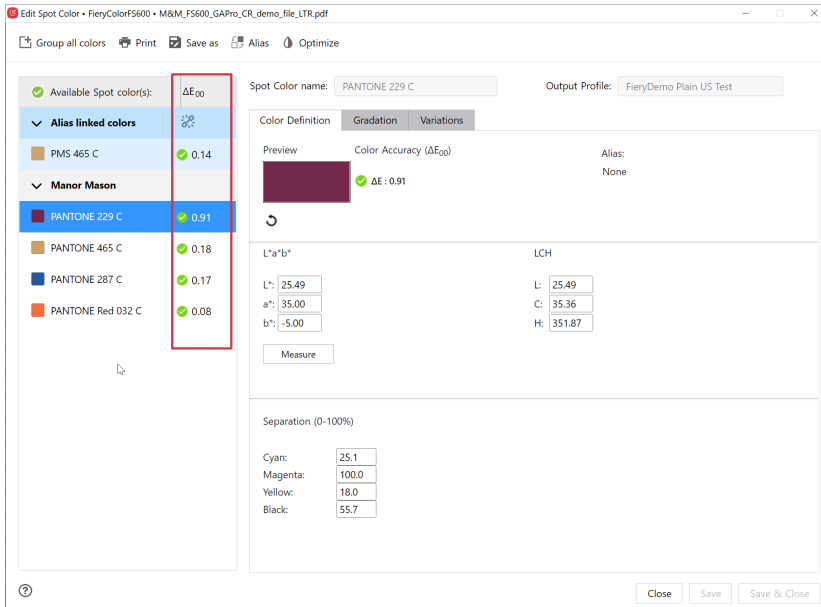 Edit Spot Color • FieryColorFS600 • M&M_FS600_GAPro_CR_demo_file_LTR.pdf
Group all colors Print Save as Alias Optimize
Available Spot color(s): ΔE00
Alias linked colors
PMS 465 C 0.14
Manor Mason
PANTONE 229 C 0.91
PANTONE 465 C 0.18
PANTONE 287 C 0.17
PANTONE Red 032 C 0.08
Spot Color name: PANTONE 229 C Output Profile: FieryDemo Plain US Test
Color Definition Gradation Variations
Preview Color Accuracy (ΔE00) Alias:
ΔE : 0.91 None
L*a*b* LCH
L*: 25.49 L: 25.49
a*: 35.00 C: 35.36
b*: -5.00 H: 351.87
Measure
Separation (0-100%)
Cyan: 25.1
Magenta: 100.0
Yellow: 18.0
Black: 55.7
Close Save Save & Close